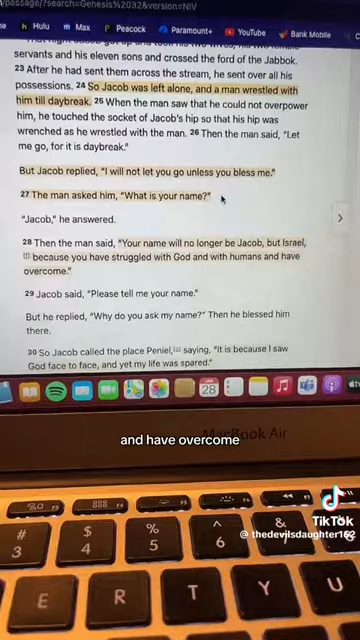 /passage/?search=Genesis%2032&version=NIV
Hulu
Max
Peacock
Paramount+
YouTube
Bank Mobile
servants and his eleven sons and crossed the ford of the Jabbok.
23 After he had sent them across the stream, he sent over all his
possessions. 24 So Jacob was left alone, and a man wrestled with
him till daybreak. 25 When the man saw that he could not overpower
him, he touched the socket of Jacob's hip so that his hip was
wrenched as he wrestled with the man. 26 Then the man said, “Let
me go, for it is daybreak.”
But Jacob replied, “I will not let you go unless you bless me.”
27 The man asked him, “What is your name?”
“Jacob,” he answered.
28 Then the man said, “Your name will no longer be Jacob, but Israel,
because you have struggled with God and with humans and have
overcome.”
29 Jacob said, “Please tell me your name.”
But he replied, “Why do you ask my name?” Then he blessed him
there.
30 So Jacob called the place Peniel, saying, “It is because I saw
God face to face, and yet my life was spared.”
28
tv
MacBook Air
and have overcome
F3
F4
F5
F6
F7
TikTok
@ thedevilsdaughter162
#
3
$
4
%
5
^
6
&
7
E
R
T
Y
U